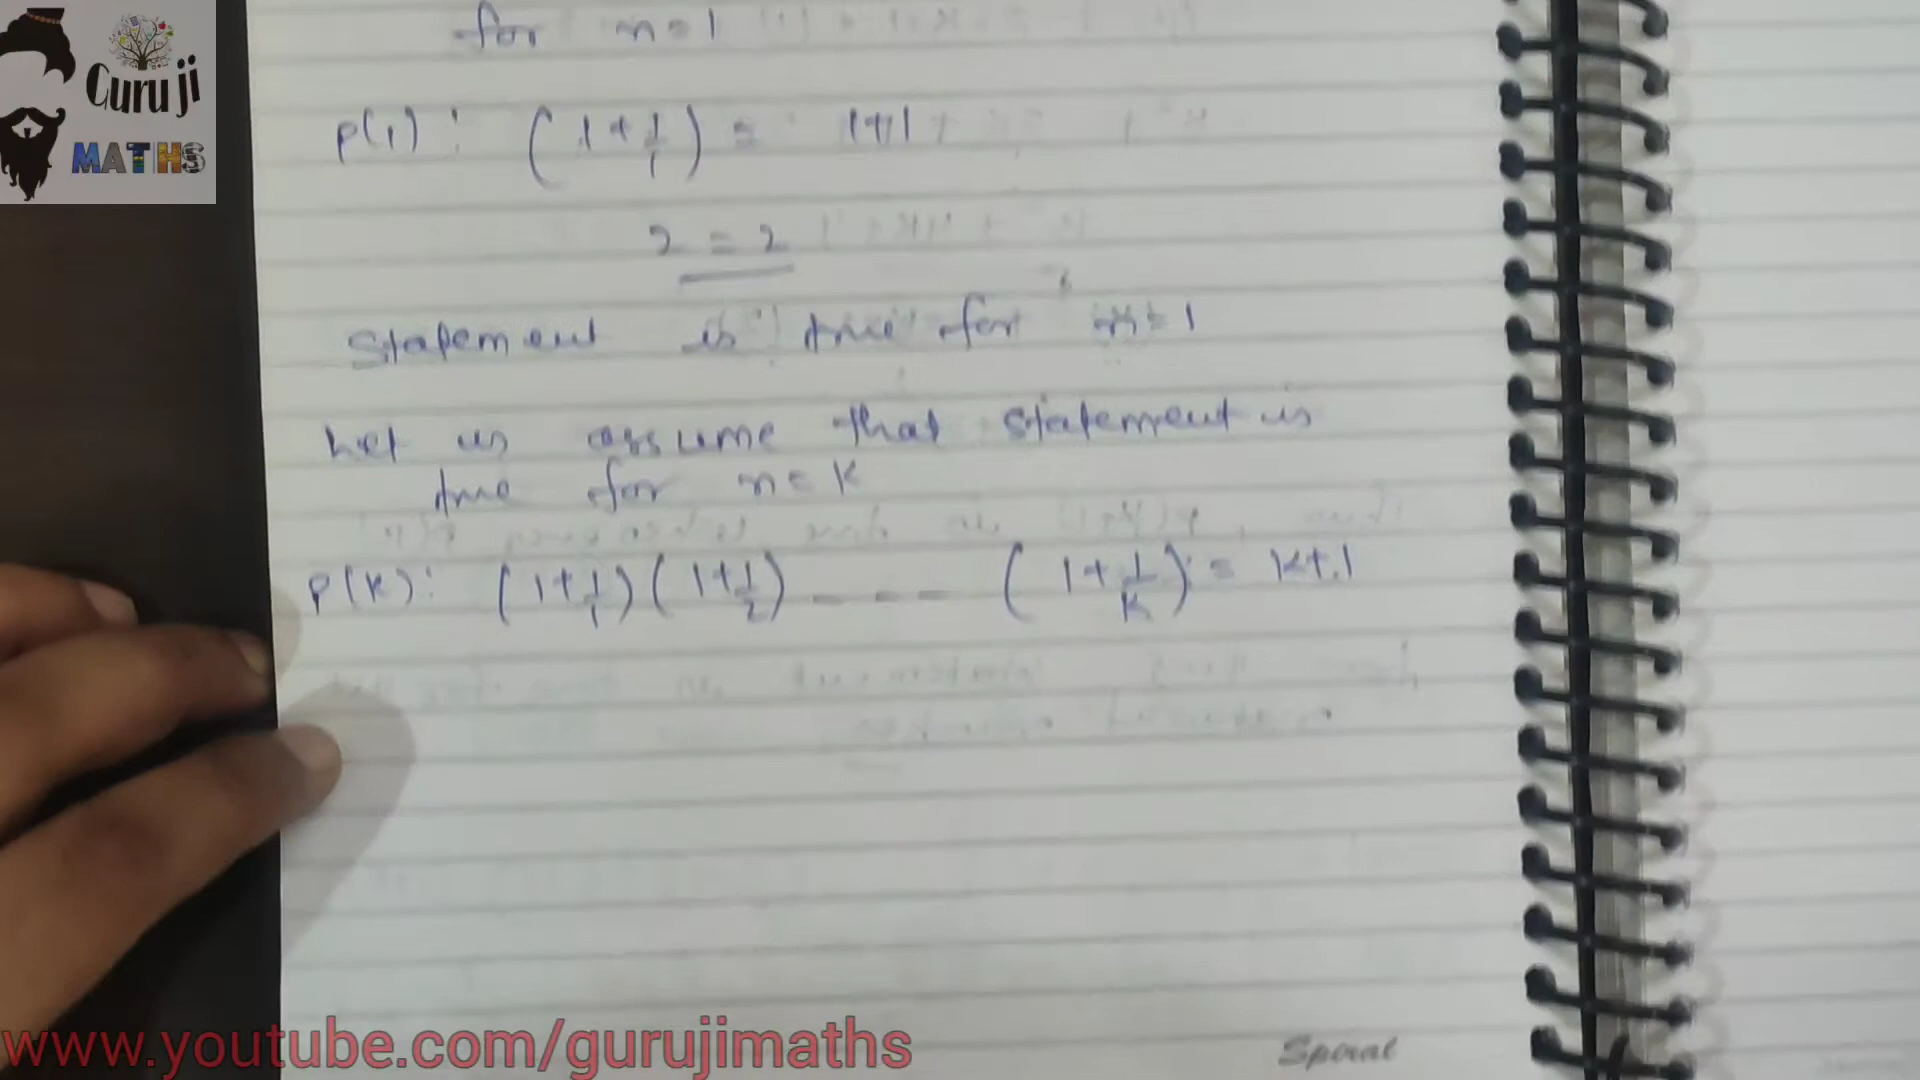 for n=1
Guru ji
MATHS
P(1): (1+1/1) = 1+1
2 = 2
Statement is true for n=1
Let us assume that statement is
true for n=k
P(k): (1+1/1)(1+1/2) - - - (1+1/k) = k+1
www.youtube.com/gurujimaths
Spiral